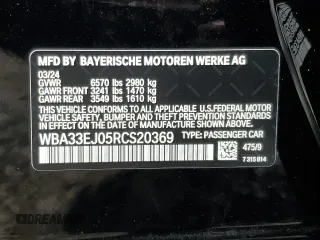 MFD BY BAYERISCHE MOTOREN WERKE AG
03/24
GVWR 6570 lbs 2980 kg
GAWR FRONT 3241 lbs 1470 kg
GAWR REAR 3549 lbs 1610 kg
THIS VEHICLE CONFORMS TO ALL APPLICABLE U.S. FEDERAL MOTOR VEHICLE SAFETY, BUMPER, AND THEFT PREVENTION STANDARDS IN EFFECT ON THE DATE OF MANUFACTURE SHOWN ABOVE.
WBA33EJ05RCS20369
TYPE: PASSENGER CAR
475/9
7 315 814